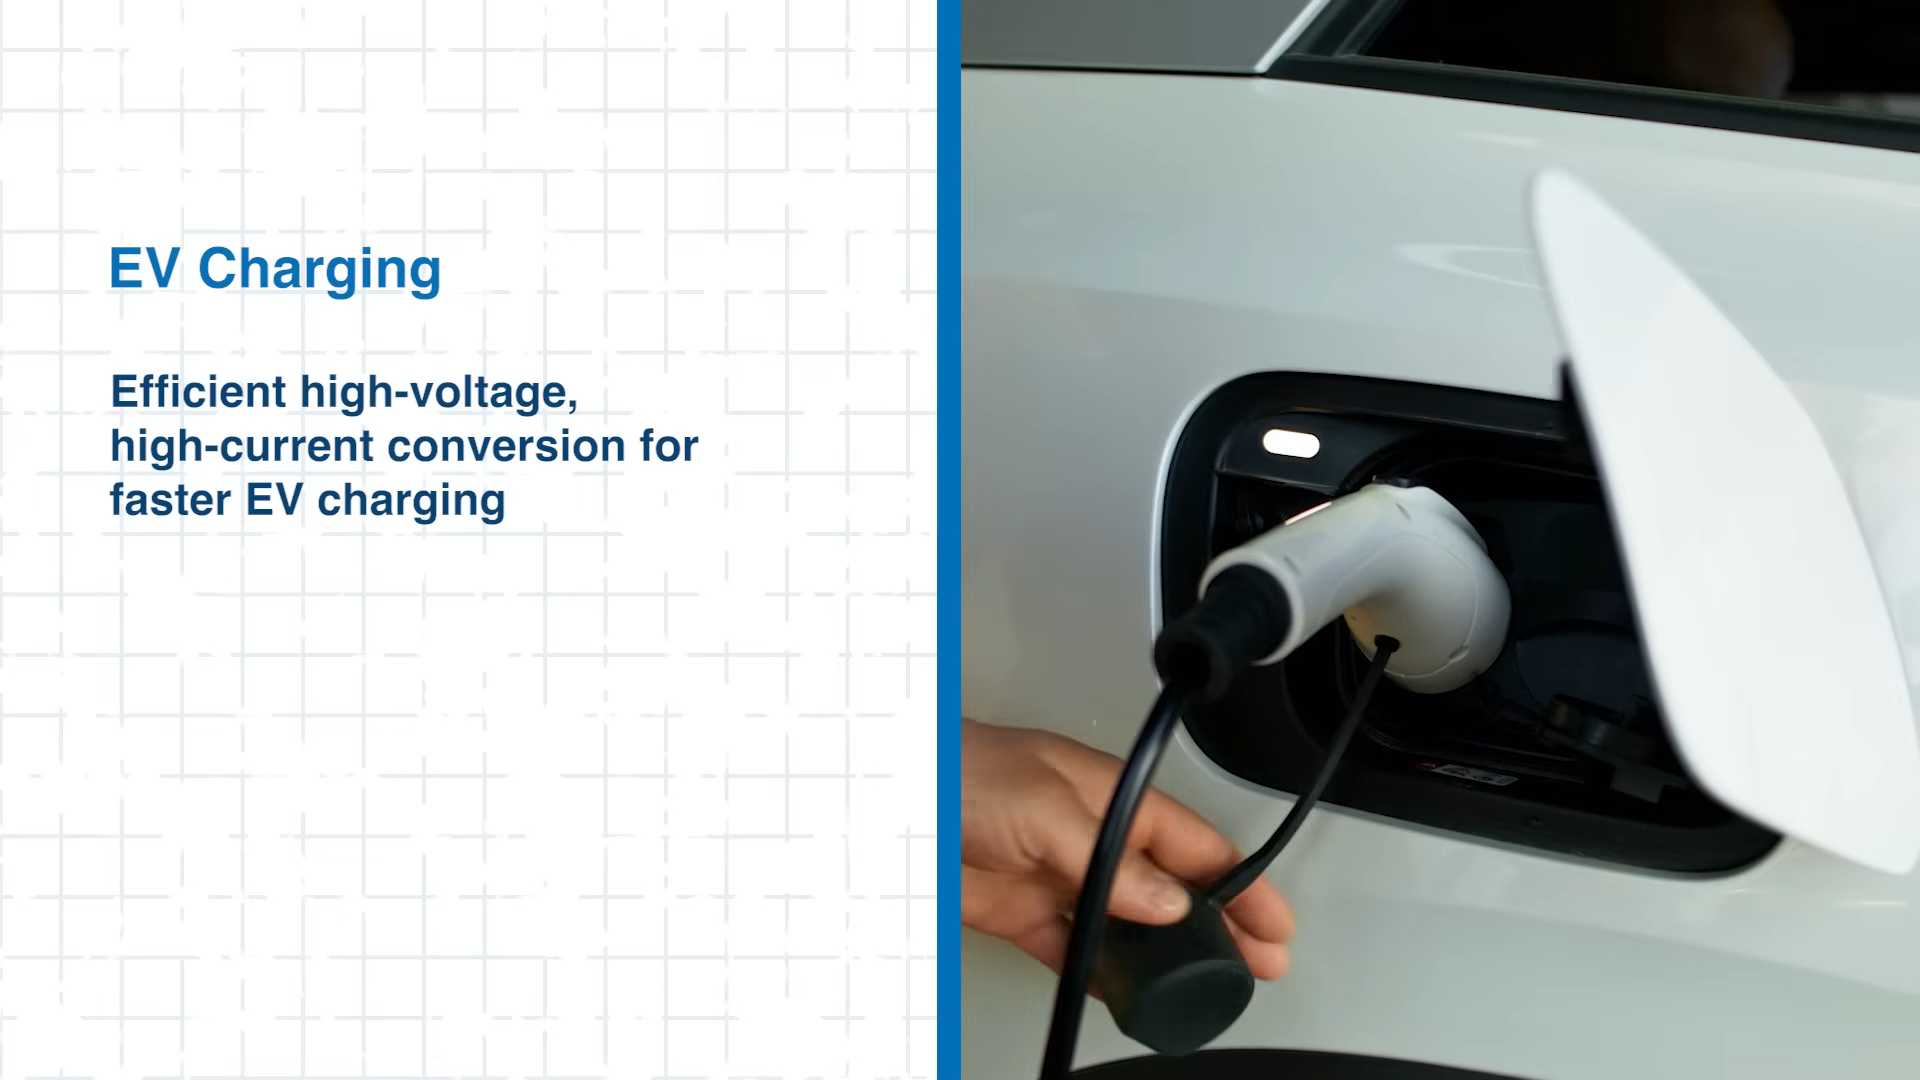 EV Charging
Efficient high-voltage,
high-current conversion for
faster EV charging